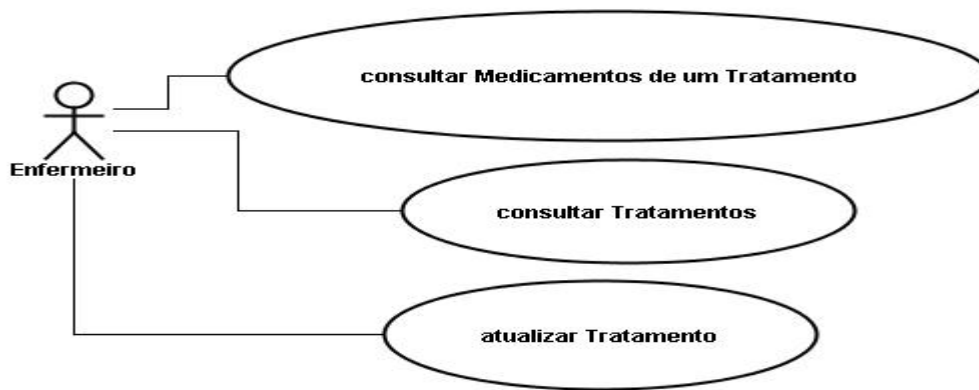 consultar Medicamentos de um Tratamento
Enfermeiro
consultar Tratamentos
atualizar Tratamento